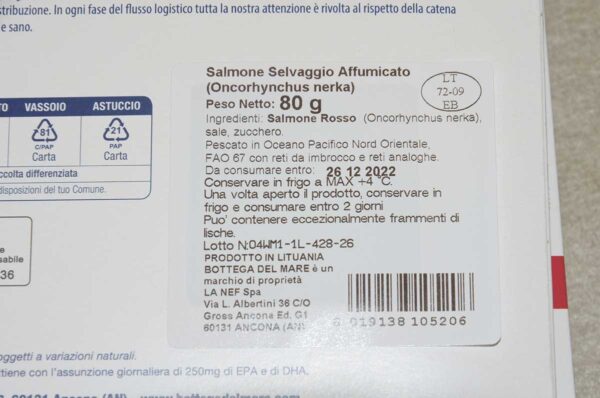 stribuzione. In ogni fase del flusso logistico tutta la nostra attenzione è rivolta al rispetto della catena
e sano.
TO VASSOIO ASTUCCIO
81 21
C/PAP PAP
Carta Carta
ccolta differenziata
disposizioni del tuo Comune.
e
sabile
36
Salmone Selvaggio Affumicato
(Oncorhynchus nerka)
Peso Netto: 80 g
LT
72-09
EB
Ingredienti: Salmone Rosso (Oncorhynchus nerka),
sale, zucchero.
Pescato in Oceano Pacifico Nord Orientale,
FAO 67 con reti da imbrocco e reti analoghe.
Da consumare entro: 26 12 2022
Conservare in frigo a MAX +4 °C.
Una volta aperto il prodotto, conservare in
frigo e consumare entro 2 giorni
Puo' contenere eccezionalmente frammenti di
lische.
Lotto N:04WM1-1L-428-26
PRODOTTO IN LITUANIA
BOTTEGA DEL MARE è un
marchio di proprietà
LA NEF Spa
Via L. Albertini 36 C/O
Gross Ancona Ed. G1
60131 ANCONA (AN)
8 019138 105206
oggetti a variazioni naturali.
ttiene con l'assunzione giornaliera di 250mg di EPA e di DHA.